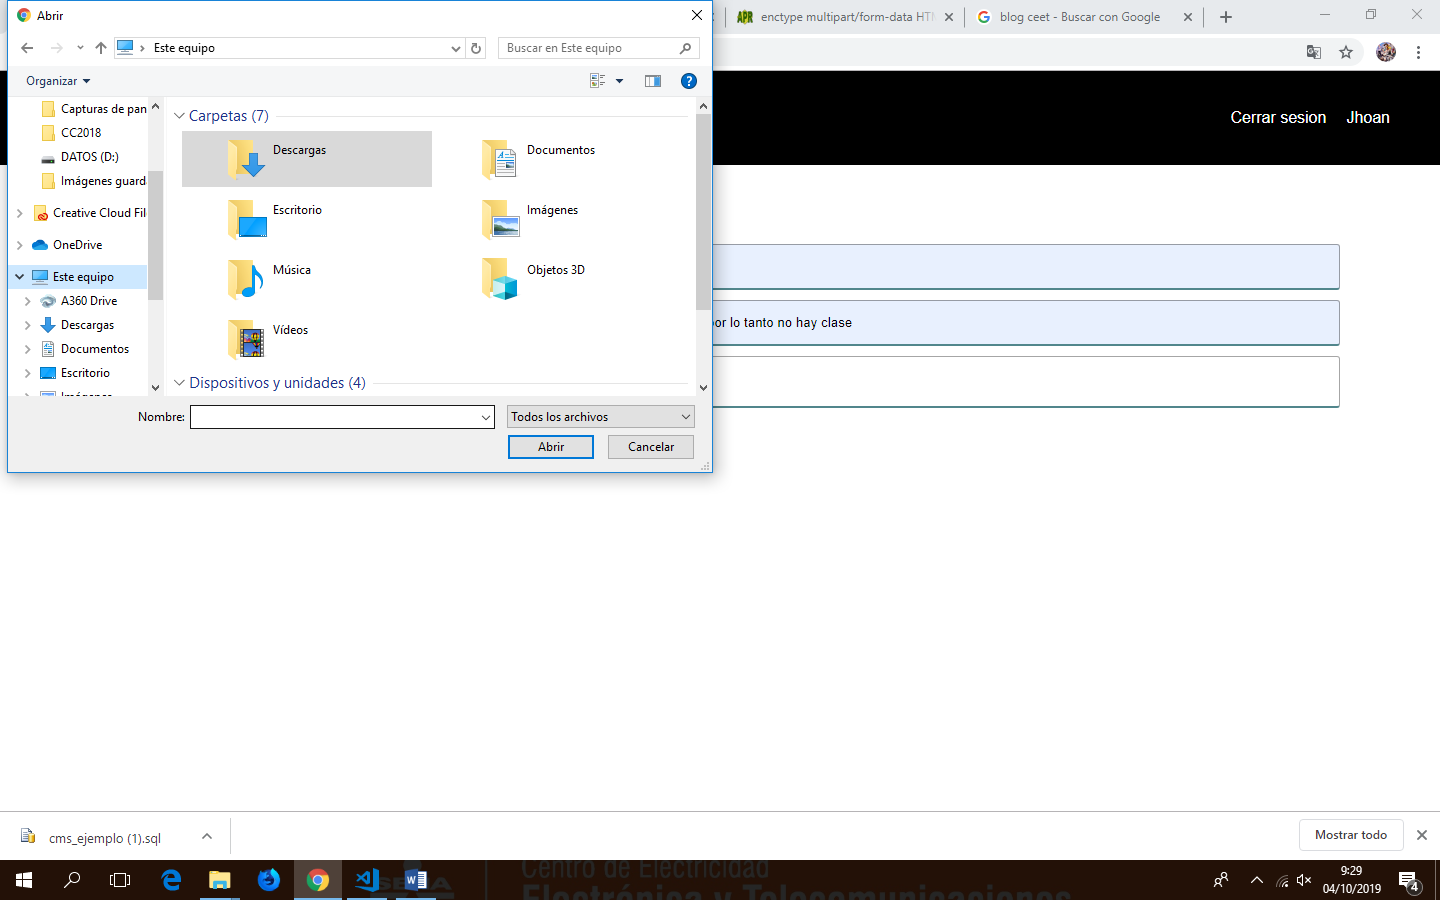 Abrir
enctype multipart/form-data HT
blog ceet - Buscar con Google
Este equipo
Buscar en Este equipo
Organizar
Cerrar sesion
Jhoan
Capturas de pan
CC2018
DATOS (D:)
Imágenes guard
Creative Cloud Fil
OneDrive
Este equipo
A360 Drive
Descargas
Documentos
Escritorio
Carpetas (7)
Descargas
Documentos
Escritorio
Imágenes
Música
Objetos 3D
Vídeos
Dispositivos y unidades (4)
por lo tanto no hay clase
Nombre:
Todos los archivos
Abrir
Cancelar
cms_ejemplo (1).sql
Mostrar todo
Centro de Electricidad
Electrónica y Telecomunicaciones
9:29
04/10/2019
4